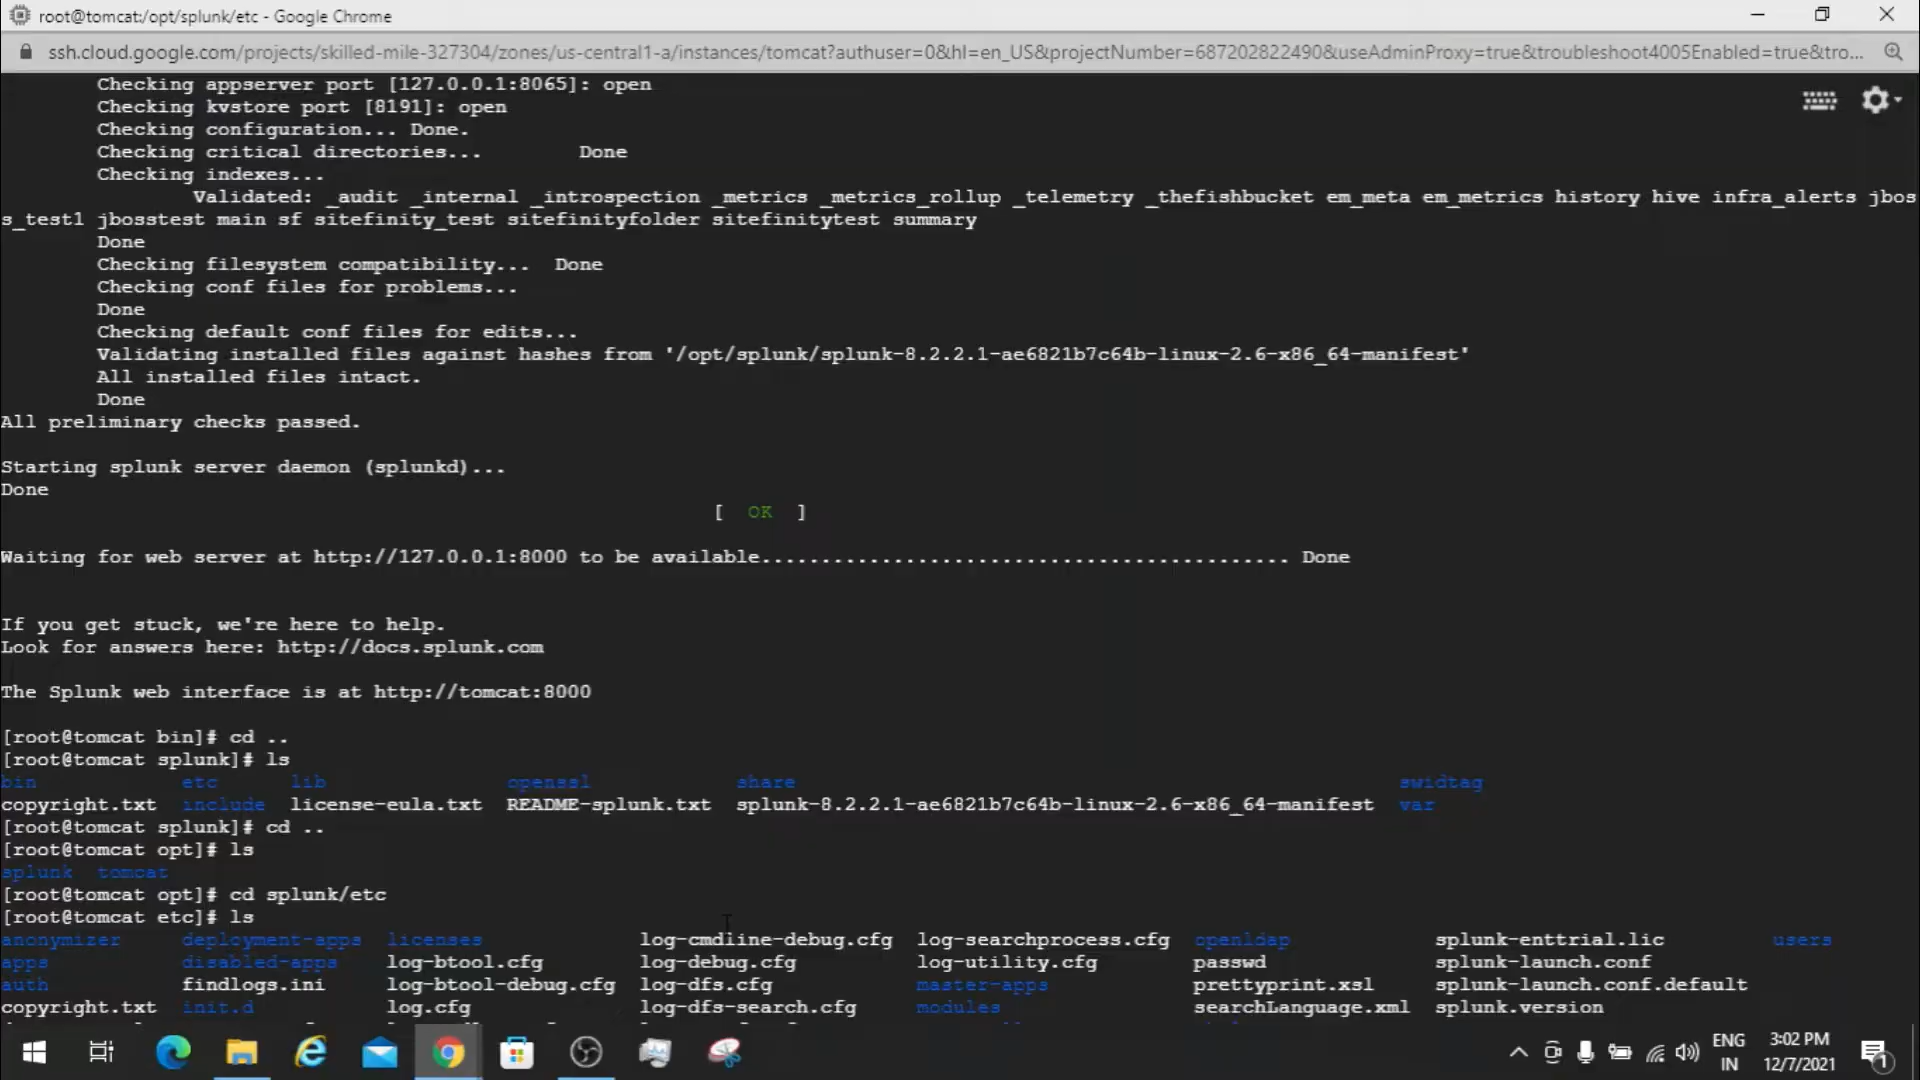 root@tomcat:/opt/splunk/etc - Google Chrome
ssh.cloud.google.com/projects/skilled-mile-327304/zones/us-central1-a/instances/tomcat?authuser=0&hl=en_US&projectNumber=687202822490&useAdminProxy=true&troubleshoot4005Enabled=true&tro...
Checking appserver port [127.0.0.1:8065]: open
Checking kvstore port [8191]: open
Checking configuration... Done.
Checking critical directories... Done
Checking indexes...
Validated: _audit _internal _introspection _metrics _metrics_rollup _telemetry _thefishbucket em_meta em_metrics history hive infra_alerts jbos
s_test1 jbosstest main sf sitefinity_test sitefinityfolder sitefinitytest summary
Done
Checking filesystem compatibility... Done
Checking conf files for problems...
Done
Checking default conf files for edits...
Validating installed files against hashes from '/opt/splunk/splunk-8.2.2.1-ae6821b7c64b-linux-2.6-x86_64-manifest'
All installed files intact.
Done
All preliminary checks passed.
Starting splunk server daemon (splunkd)...
Done
[ OK ]
Waiting for web server at http://127.0.0.1:8000 to be available............................................ Done
If you get stuck, we're here to help.
Look for answers here: http://docs.splunk.com
The Splunk web interface is at http://tomcat:8000
[root@tomcat bin]# cd ..
[root@tomcat splunk]# ls
bin etc lib openssl share swidtag
copyright.txt include license-eula.txt README-splunk.txt splunk-8.2.2.1-ae6821b7c64b-linux-2.6-x86_64-manifest var
[root@tomcat splunk]# cd ..
[root@tomcat opt]# ls
splunk tomcat
[root@tomcat opt]# cd splunk/etc
[root@tomcat etc]# ls
anonymizer deployment-apps licenses log-cmdline-debug.cfg log-searchprocess.cfg openldap splunk-enttrial.lic users
apps disabled-apps log-btool.cfg log-debug.cfg log-utility.cfg passwd splunk-launch.conf
auth findlogs.ini log-btool-debug.cfg log-dfs.cfg master-apps prettyprint.xsl splunk-launch.conf.default
copyright.txt init.d log.cfg log-dfs-search.cfg modules searchLanguage.xml splunk.version
ENG
IN
3:02 PM
12/7/2021
1